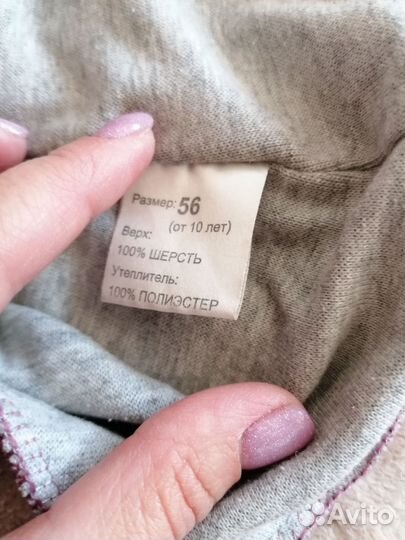 Размер: 56
(от 10 лет)
Верх:
100% ШЕРСТЬ
Утеплитель:
100% ПОЛИЭСТЕР
Avito